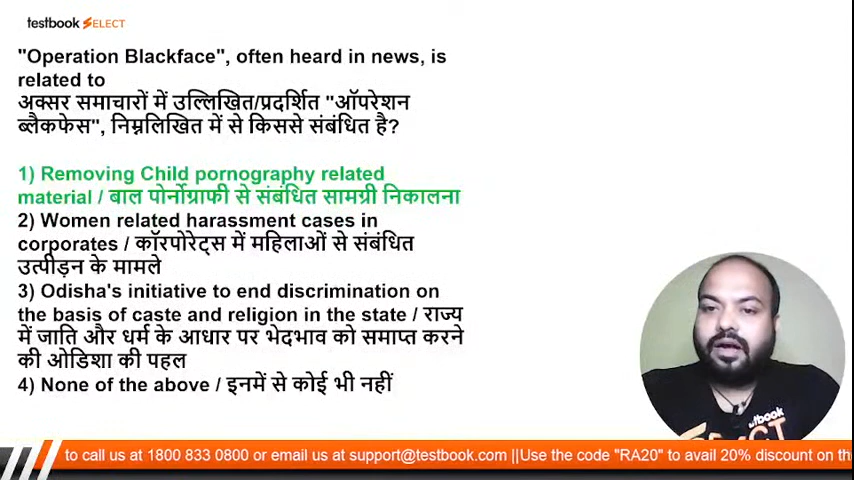 testbook SELECT
"Operation Blackface", often heard in news, is
related to
अक्सर समाचारों में उल्लिखित/प्रदर्शित "ऑपरेशन
ब्लैकफेस", निम्नलिखित में से किससे संबंधित है?
1) Removing Child pornography related
material / बाल पोर्नोग्राफी से संबंधित सामग्री निकालना
2) Women related harassment cases in
corporates / कॉरपोरेट्स में महिलाओं से संबंधित
उत्पीड़न के मामले
3) Odisha's initiative to end discrimination on
the basis of caste and religion in the state / राज्य
में जाति और धर्म के आधार पर भेदभाव को समाप्त करने
की ओडिशा की पहल
4) None of the above / इनमें से कोई भी नहीं
to call us at 1800 833 0800 or email us at support@testbook.com ||Use the code "RA20" to avail 20% discount on the